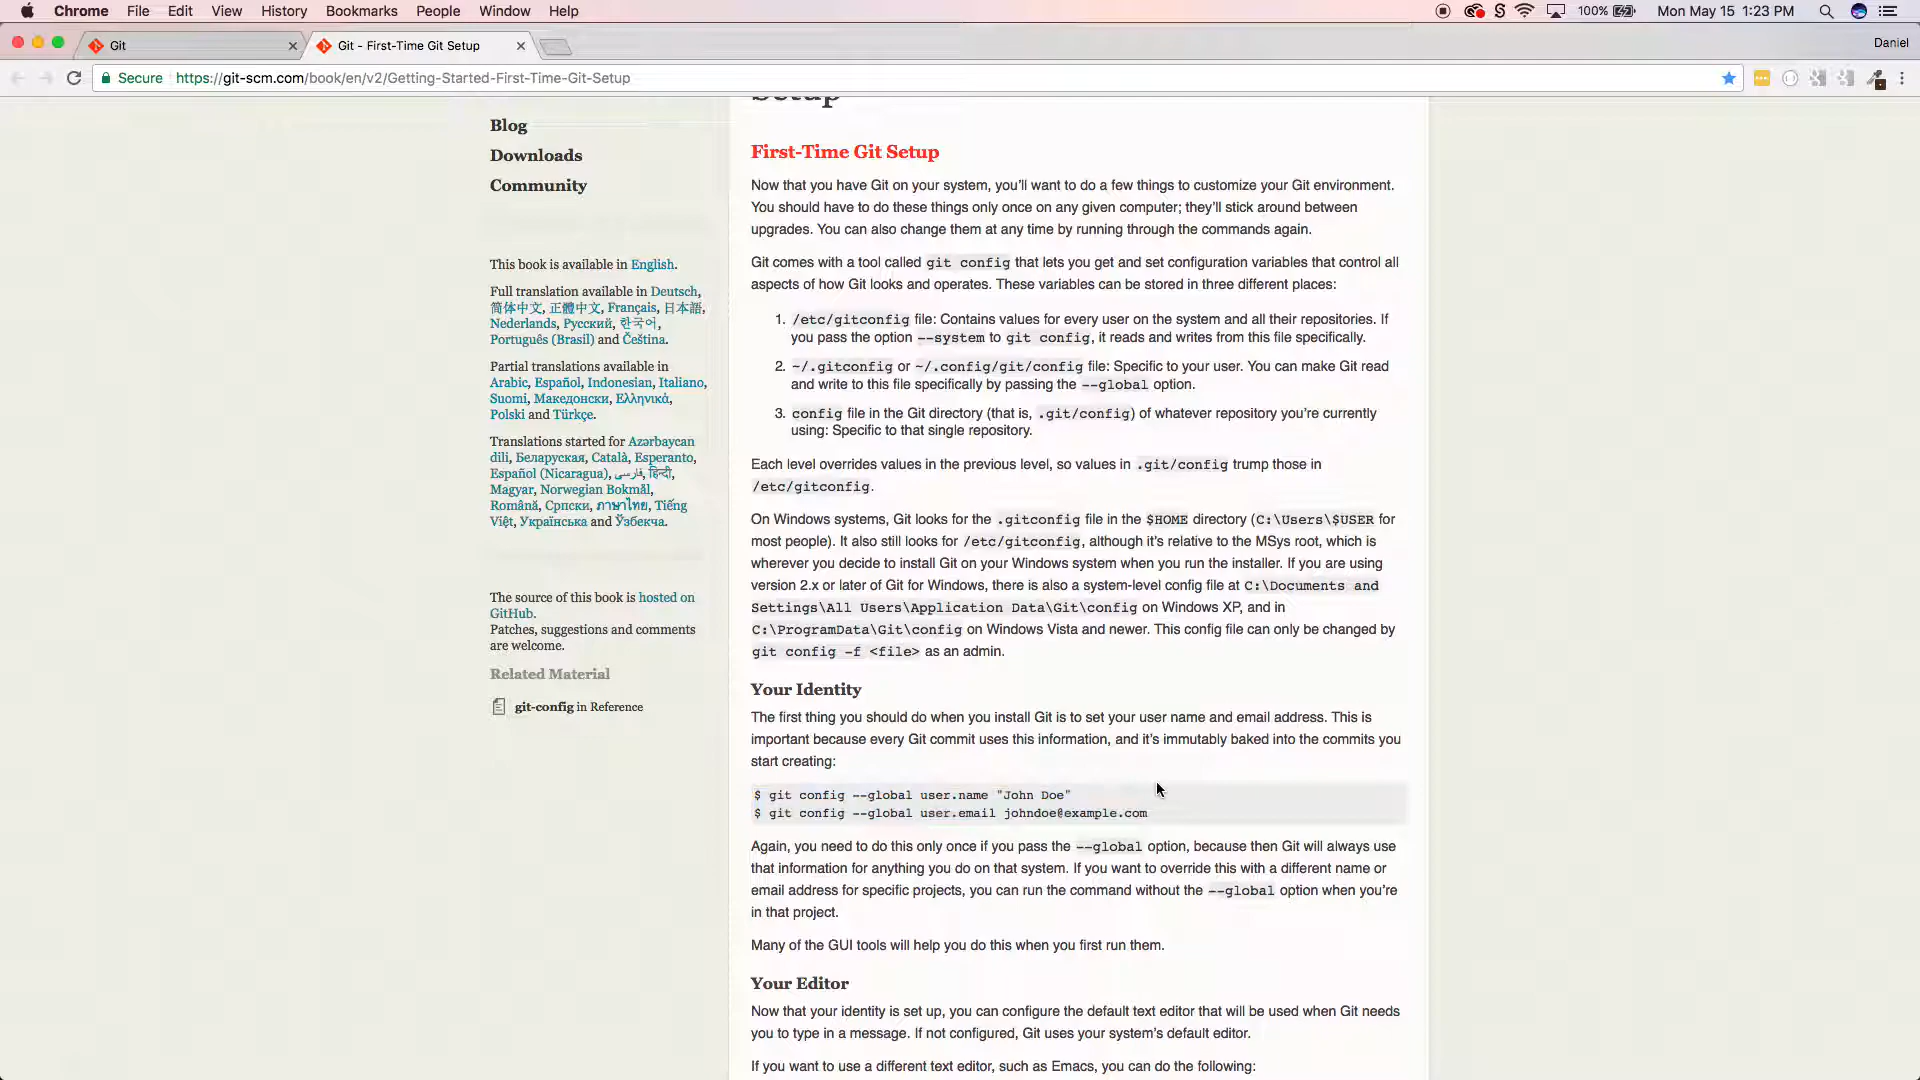 Chrome File Edit View History Bookmarks People Window Help 100% Mon May 15 1:23 PM
Git Git - First-Time Git Setup Daniel
Secure https://git-scm.com/book/en/v2/Getting-Started-First-Time-Git-Setup
Blog
Downloads
Community
This book is available in English.
Full translation available in Deutsch,
简体中文, 正體中文, Français, 日本語,
Nederlands, Русский, 한국어,
Português (Brasil) and Čeština.
Partial translations available in
Arabic, Español, Indonesian, Italiano,
Suomi, Македонски, Ελληνικά,
Polski and Türkçe.
Translations started for Azərbaycan
dili, Беларуская, Català, Esperanto,
Español (Nicaragua), فارسی, हिन्दी,
Magyar, Norwegian Bokmål,
Română, Српски, ภาษาไทย, Tiếng
Việt, Українська and Ўзбекча.
The source of this book is hosted on
GitHub.
Patches, suggestions and comments
are welcome.
Related Material
git-config in Reference
Setup
First-Time Git Setup
Now that you have Git on your system, you’ll want to do a few things to customize your Git environment.
You should have to do these things only once on any given computer; they’ll stick around between
upgrades. You can also change them at any time by running through the commands again.
Git comes with a tool called git config that lets you get and set configuration variables that control all
aspects of how Git looks and operates. These variables can be stored in three different places:
1. /etc/gitconfig file: Contains values for every user on the system and all their repositories. If
you pass the option --system to git config, it reads and writes from this file specifically.
2. ~/.gitconfig or ~/.config/git/config file: Specific to your user. You can make Git read
and write to this file specifically by passing the --global option.
3. config file in the Git directory (that is, .git/config) of whatever repository you’re currently
using: Specific to that single repository.
Each level overrides values in the previous level, so values in .git/config trump those in
/etc/gitconfig.
On Windows systems, Git looks for the .gitconfig file in the $HOME directory (C:\Users\$USER for
most people). It also still looks for /etc/gitconfig, although it’s relative to the MSys root, which is
wherever you decide to install Git on your Windows system when you run the installer. If you are using
version 2.x or later of Git for Windows, there is also a system-level config file at C:\Documents and
Settings\All Users\Application Data\Git\config on Windows XP, and in
C:\ProgramData\Git\config on Windows Vista and newer. This config file can only be changed by
git config -f <file> as an admin.
Your Identity
The first thing you should do when you install Git is to set your user name and email address. This is
important because every Git commit uses this information, and it’s immutably baked into the commits you
start creating:
$ git config --global user.name "John Doe"
$ git config --global user.email johndoe@example.com
Again, you need to do this only once if you pass the --global option, because then Git will always use
that information for anything you do on that system. If you want to override this with a different name or
email address for specific projects, you can run the command without the --global option when you’re
in that project.
Many of the GUI tools will help you do this when you first run them.
Your Editor
Now that your identity is set up, you can configure the default text editor that will be used when Git needs
you to type in a message. If not configured, Git uses your system’s default editor.
If you want to use a different text editor, such as Emacs, you can do the following: